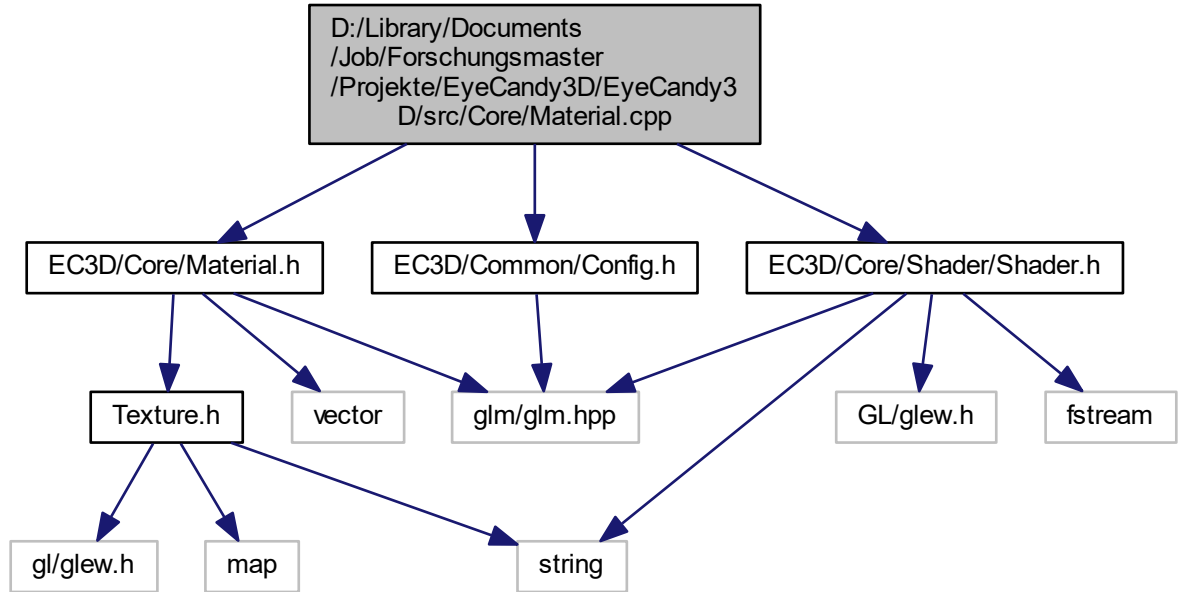 D:/Library/Documents
/Job/Forschungsmaster
/Projekte/EyeCandy3D/EyeCandy3
D/src/Core/Material.cpp
EC3D/Core/Material.h
EC3D/Common/Config.h
EC3D/Core/Shader/Shader.h
Texture.h
vector
glm/glm.hpp
GL/glew.h
fstream
gl/glew.h
map
string